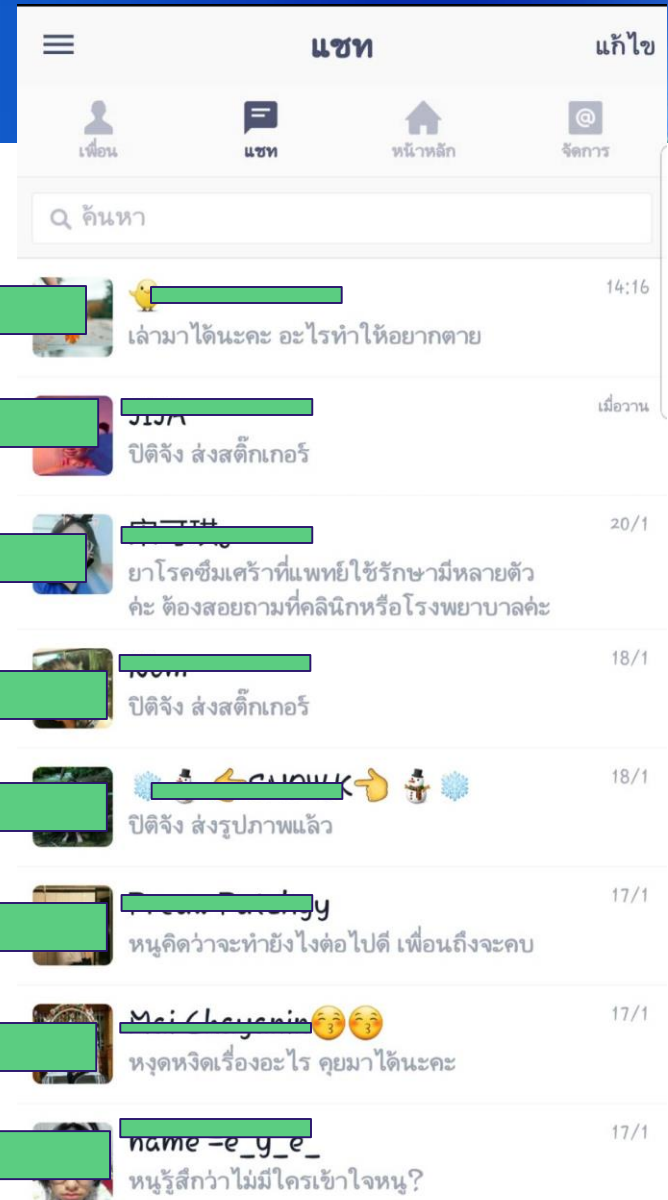 แชท
แก้ไข
เพื่อน
แชท
หน้าหลัก
จัดการ
ค้นหา
14:16
เล่ามาได้นะคะ อะไรทำให้อยากตาย
เมื่อวาน
ปิติจัง ส่งสติ๊กเกอร์
20/1
ยาโรคซึมเศร้าที่แพทย์ใช้รักษามีหลายตัว
ค่ะ ต้องสอยถามที่คลินิกหรือโรงพยาบาลค่ะ
18/1
ปิติจัง ส่งสติ๊กเกอร์
18/1
ปิติจัง ส่งรูปภาพแล้ว
17/1
หนูคิดว่าจะทำยังไงต่อไปดี เพื่อนถึงจะคบ
17/1
หงุดหงิดเรื่องอะไร คุยมาได้นะคะ
name -e_y_e_
17/1
หนูรู้สึกว่าไม่มีใครเข้าใจหนู?